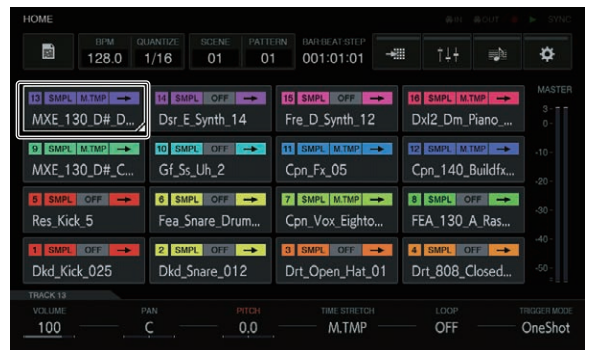 HOME IN OUT SYNC
BPM QUANTIZE SCENE PATTERN BAR:BEAT:STEP
128.0 1/16 01 01 001:01:01
MASTER
13 SMPL M.TMP 14 SMPL OFF 15 SMPL OFF 16 SMPL M.TMP
MXE_130_D#_D... Dsr_E_Synth_14 Fre_D_Synth_12 Dxl2_Dm_Piano_...
3-
0-
9 SMPL M.TMP 10 SMPL OFF 11 SMPL OFF 12 SMPL M.TMP
MXE_130_D#_C... Gf_Ss_Uh_2 Cpn_Fx_05 Cpn_140_Buildfx...
-10-
-20-
5 SMPL OFF 6 SMPL OFF 7 SMPL M.TMP 8 SMPL OFF
Res_Kick_5 Fea_Snare_Drum... Cpn_Vox_Eighto... FEA_130_A_Ras...
-30-
-40-
1 SMPL OFF 2 SMPL OFF 3 SMPL OFF 4 SMPL OFF
Dkd_Kick_025 Dkd_Snare_012 Drt_Open_Hat_01 Drt_808_Closed...
-50-
TRACK 13
VOLUME PAN PITCH TIME STRETCH LOOP TRIGGER MODE
100 C 0.0 M.TMP OFF OneShot